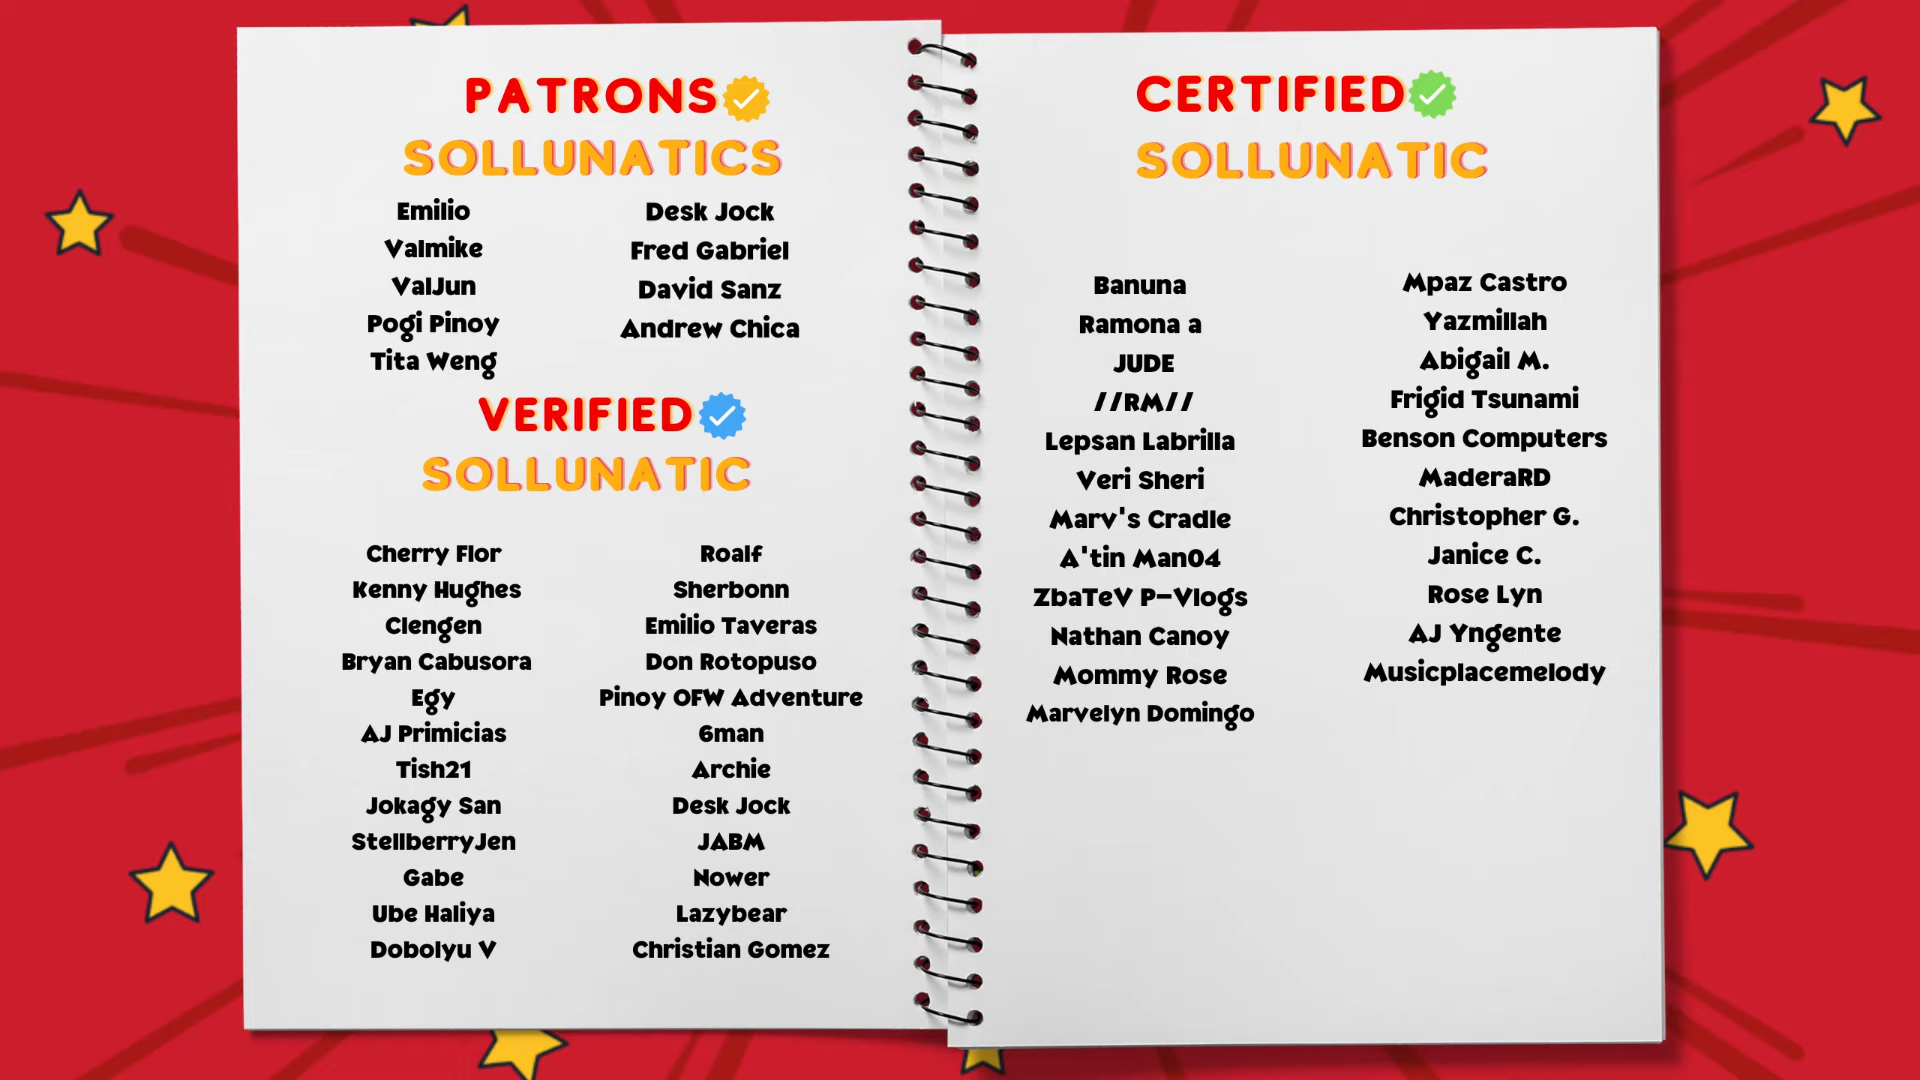 PATRONS
SOLLUNATICS
Emilio
Valmike
ValJun
Pogi Pinoy
Tita Weng
Desk Jock
Fred Gabriel
David Sanz
Andrew Chica
VERIFIED
SOLLUNATIC
Cherry Flor
Kenny Hughes
Clengen
Bryan Cabusora
Egy
AJ Primicias
Tish21
Jokagy San
StellberryJen
Gabe
Ube Haliya
Dobolyu V
Roalf
Sherbonn
Emilio Taveras
Don Rotopuso
Pinoy OFW Adventure
6man
Archie
Desk Jock
JABM
Nower
Lazybear
Christian Gomez
CERTIFIED
SOLLUNATIC
Banuna
Ramona a
JUDE
//RM//
Lepsan Labrilla
Veri Sheri
Marv's Cradle
A'tin Man04
ZbaTeV P-Vlogs
Nathan Canoy
Mommy Rose
Marvelyn Domingo
Mpaz Castro
Yazmillah
Abigail M.
Frigid Tsunami
Benson Computers
MaderaRD
Christopher G.
Janice C.
Rose Lyn
AJ Yngente
Musicplacemelody